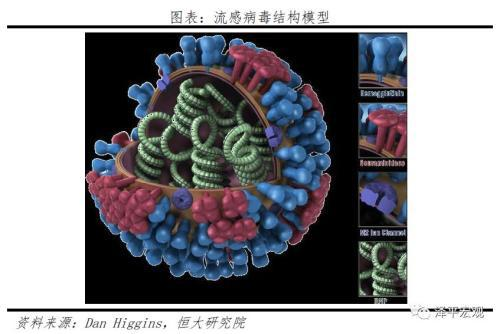 图表：流感病毒结构模型
Hemagglutinin
Neuraminidase
M2 Ion Channel
RNP
资料来源：Dan Higgins，恒大研究院
泽平宏观